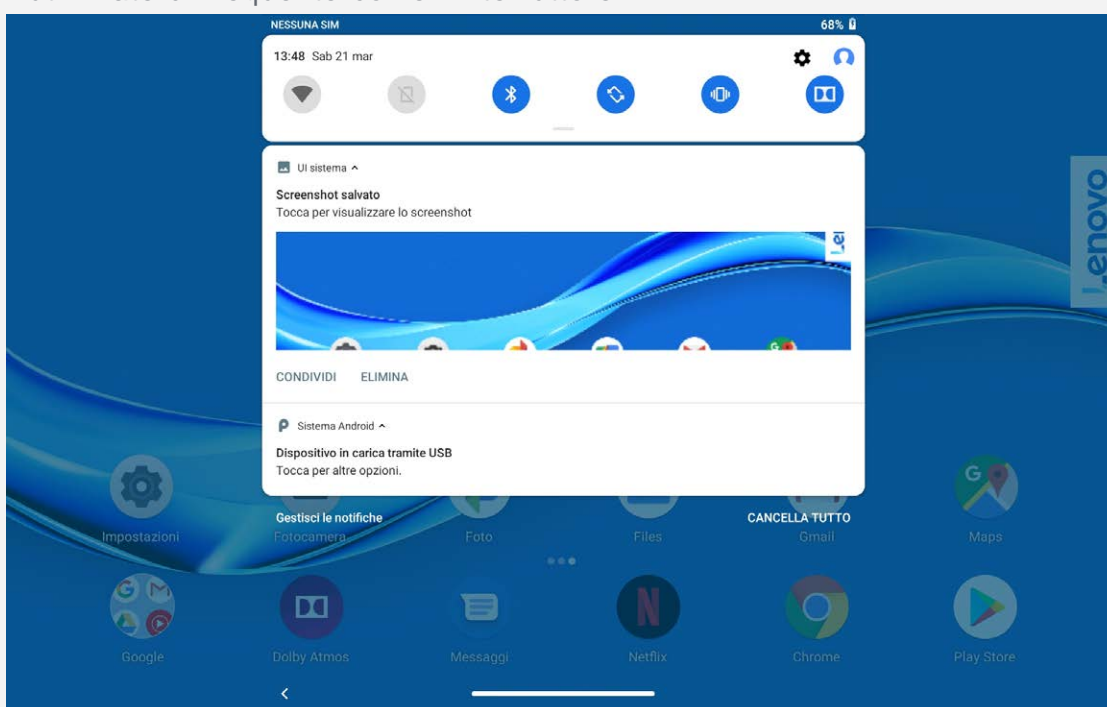 NESSUNA SIM
68%
13:48 Sab 21 mar
UI sistema
Screenshot salvato
Tocca per visualizzare lo screenshot
CONDIVIDI ELIMINA
Sistema Android
Dispositivo in carica tramite USB
Tocca per altre opzioni.
Gestisci le notifiche
CANCELLA TUTTO
Lenovo
Impostazioni
Fotocamera
Foto
Files
Gmail
Maps
Google
Dolby Atmos
Messaggi
Netflix
Chrome
Play Store